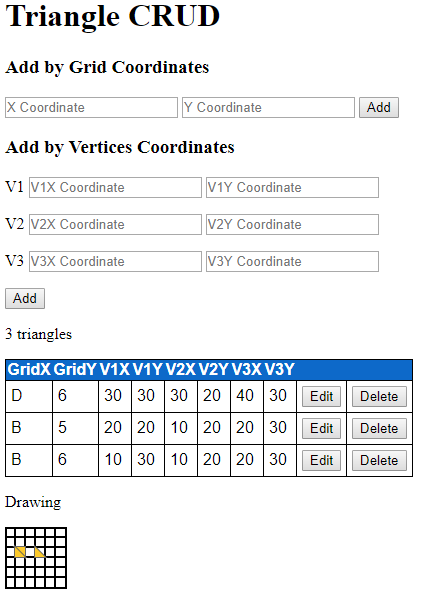 Triangle CRUD
Add by Grid Coordinates
X Coordinate Y Coordinate Add
Add by Vertices Coordinates
V1 V1X Coordinate V1Y Coordinate
V2 V2X Coordinate V2Y Coordinate
V3 V3X Coordinate V3Y Coordinate
Add
3 triangles
GridX GridY V1X V1Y V2X V2Y V3X V3Y
D 6 30 30 30 20 40 30 Edit Delete
B 5 20 20 10 20 20 30 Edit Delete
B 6 10 30 10 20 20 30 Edit Delete
Drawing